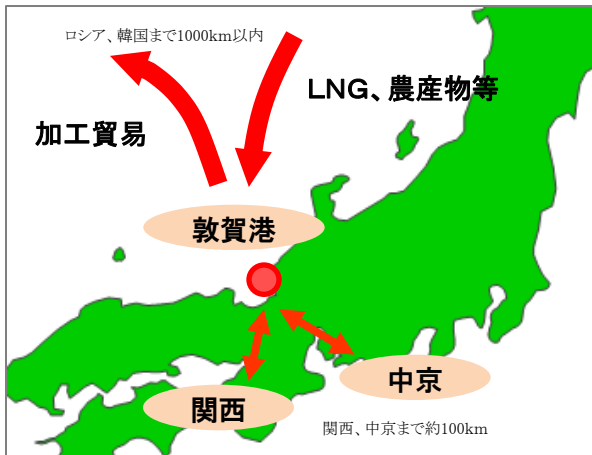 ロシア、韓国まで1000km以内
LNG、農産物等
加工貿易
敦賀港
中京
関西
関西、中京まで約100km